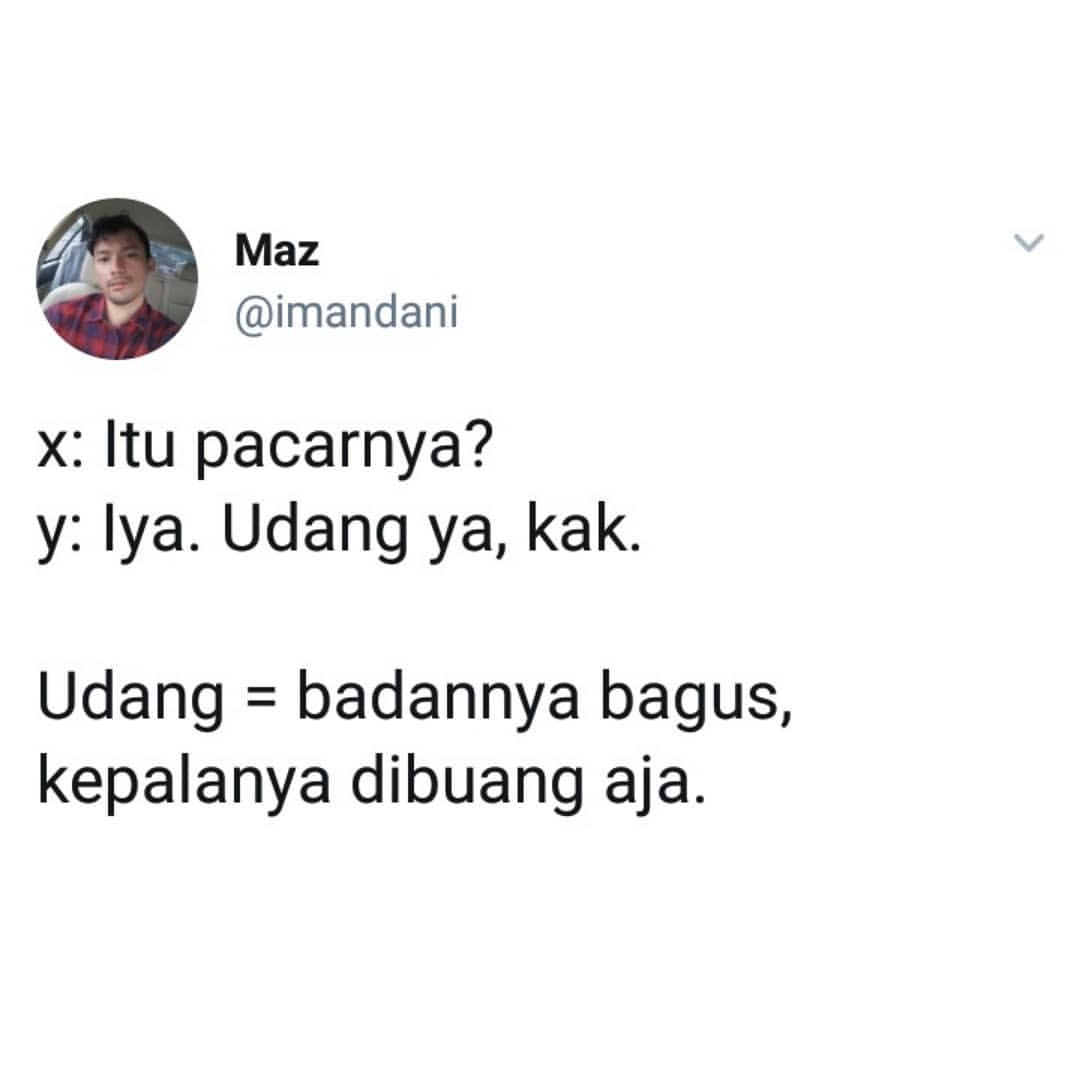 Maz
@imandani
x: Itu pacarnya?
y: Iya. Udang ya, kak.
Udang = badannya bagus,
kepalanya dibuang aja.